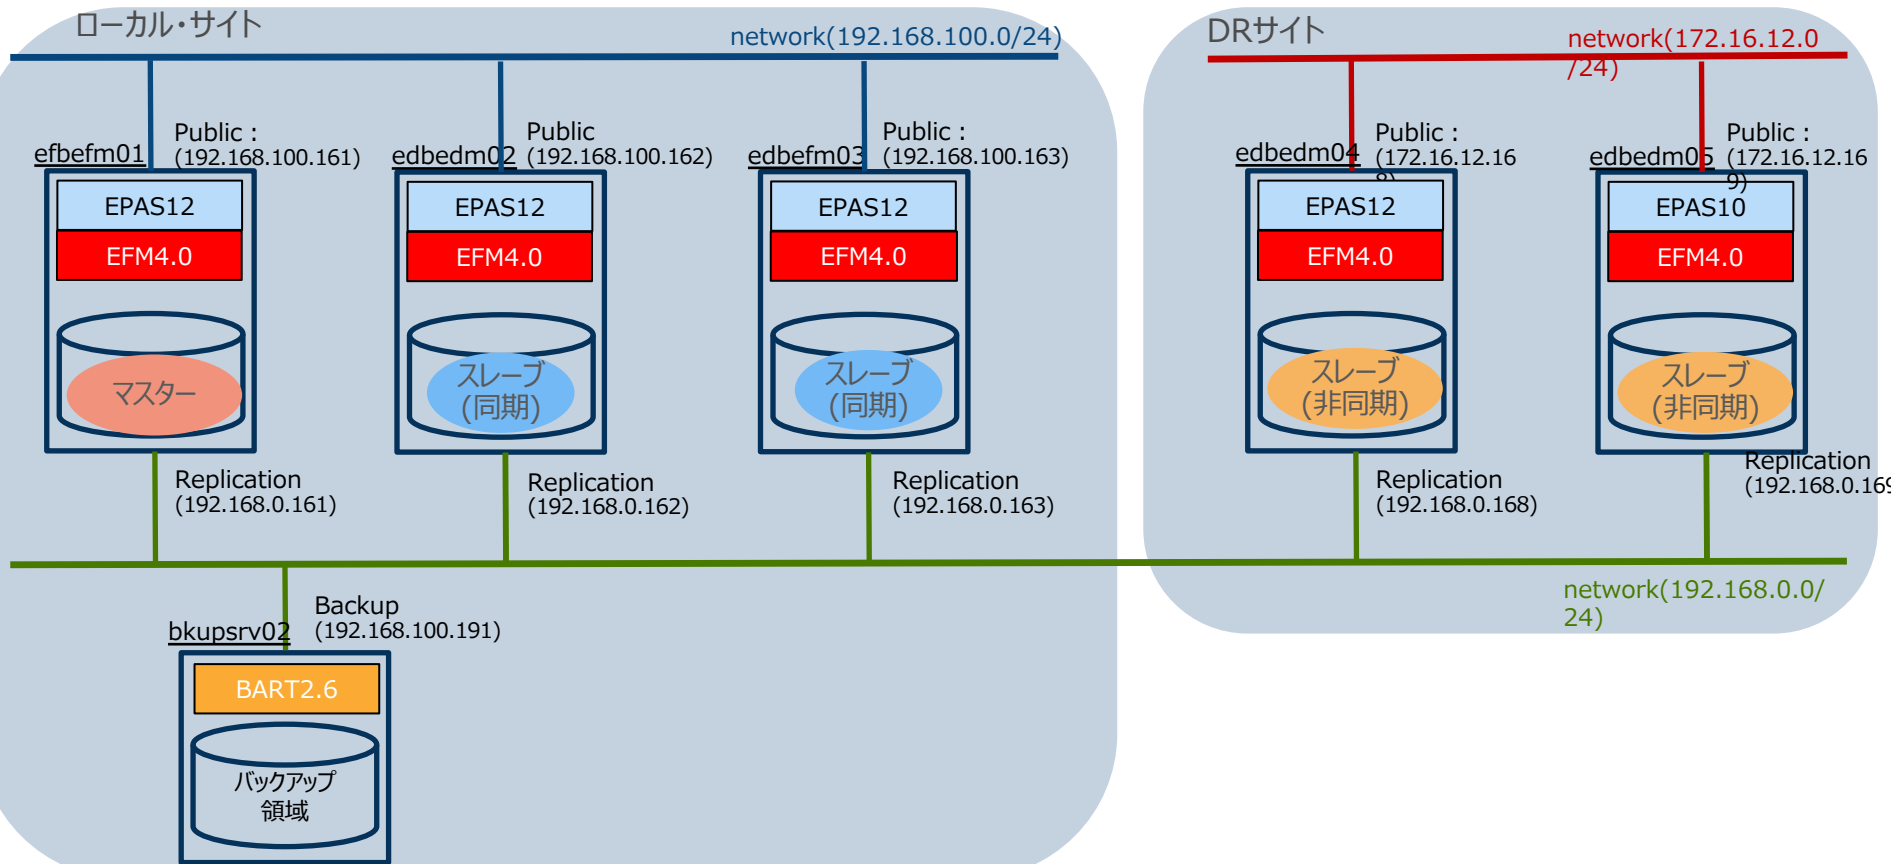 ローカル・サイト
network(192.168.100.0/24)
DRサイト
network(172.16.12.0
/24)
efbefm01
Public :
(192.168.100.161)
EPAS12
EFM4.0
マスター
Replication
(192.168.0.161)
edbedm02
Public
(192.168.100.162)
EPAS12
EFM4.0
スレーブ
(同期)
Replication
(192.168.0.162)
edbefm03
Public :
(192.168.100.163)
EPAS12
EFM4.0
スレーブ
(同期)
Replication
(192.168.0.163)
edbedm04
Public :
(172.16.12.16
8)
EPAS12
EFM4.0
スレーブ
(非同期)
Replication
(192.168.0.168)
edbedm05
Public :
(172.16.12.16
9)
EPAS10
EFM4.0
スレーブ
(非同期)
Replication
(192.168.0.169
network(192.168.0.0/
24)
bkupsrv02
Backup
(192.168.100.191)
BART2.6
バックアップ
領域